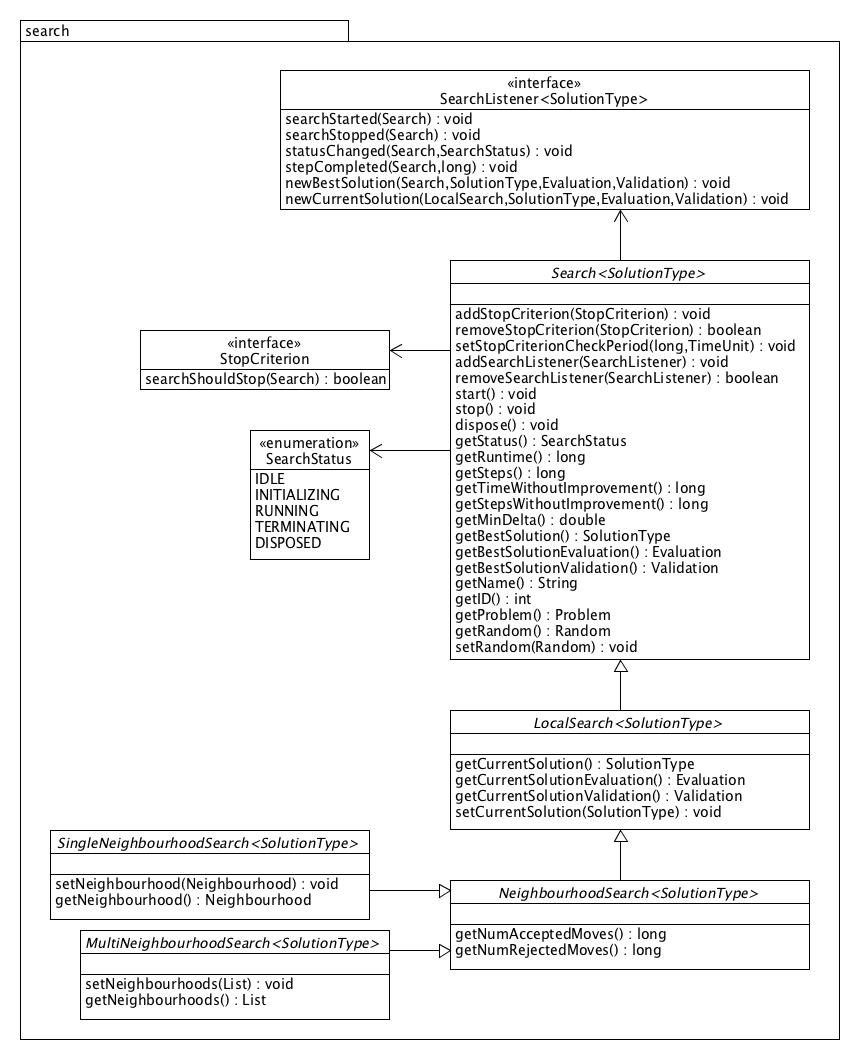 search
«interface»
SearchListener<SolutionType>
searchStarted(Search) : void
searchStopped(Search) : void
statusChanged(Search,SearchStatus) : void
stepCompleted(Search,long) : void
newBestSolution(Search,SolutionType,Evaluation,Validation) : void
newCurrentSolution(LocalSearch,SolutionType,Evaluation,Validation) : void
Search<SolutionType>
addStopCriterion(StopCriterion) : void
removeStopCriterion(StopCriterion) : boolean
setStopCriterionCheckPeriod(long,TimeUnit) : void
addSearchListener(SearchListener) : void
removeSearchListener(SearchListener) : boolean
start() : void
stop() : void
dispose() : void
getStatus() : SearchStatus
getRuntime() : long
getSteps() : long
getTimeWithoutImprovement() : long
getStepsWithoutImprovement() : long
getMinDelta() : double
getBestSolution() : SolutionType
getBestSolutionEvaluation() : Evaluation
getBestSolutionValidation() : Validation
getName() : String
getID() : int
getProblem() : Problem
getRandom() : Random
setRandom(Random) : void
«interface»
StopCriterion
searchShouldStop(Search) : boolean
«enumeration»
SearchStatus
IDLE
INITIALIZING
RUNNING
TERMINATING
DISPOSED
LocalSearch<SolutionType>
getCurrentSolution() : SolutionType
getCurrentSolutionEvaluation() : Evaluation
getCurrentSolutionValidation() : Validation
setCurrentSolution(SolutionType) : void
SingleNeighbourhoodSearch<SolutionType>
setNeighbourhood(Neighbourhood) : void
getNeighbourhood() : Neighbourhood
NeighbourhoodSearch<SolutionType>
getNumAcceptedMoves() : long
getNumRejectedMoves() : long
MultiNeighbourhoodSearch<SolutionType>
setNeighbourhoods(List) : void
getNeighbourhoods() : List